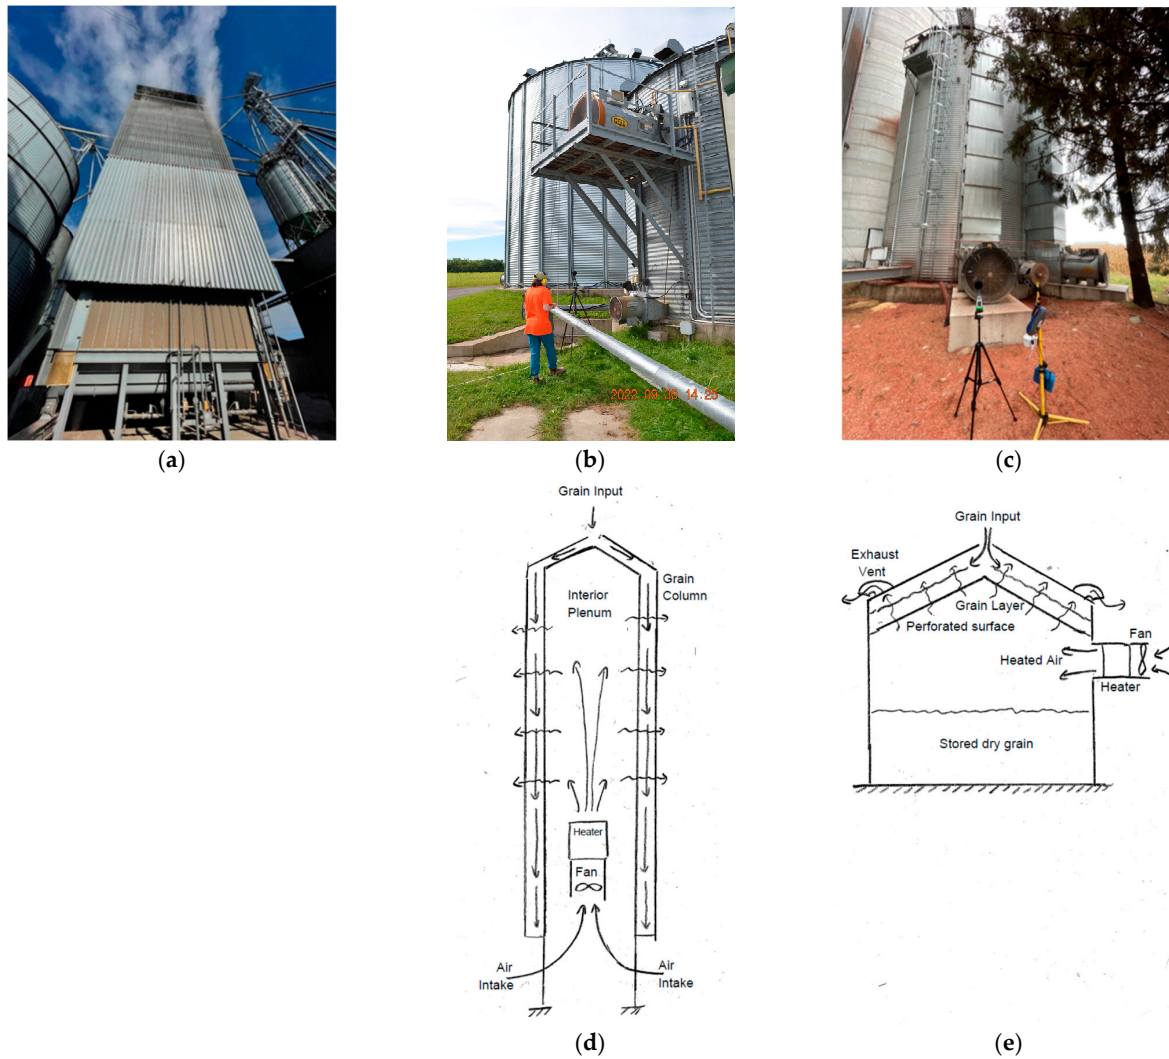 2022 09 30 14:25
(a)
(b)
(c)
Grain Input
Interior
Plenum
Grain
Column
Heater
Fan
Air
Intake
Air
Intake
(d)
Grain Input
Exhaust
Vent
Grain Layer
Perforated surface
Fan
Heated Air
Heater
Stored dry grain
(e)